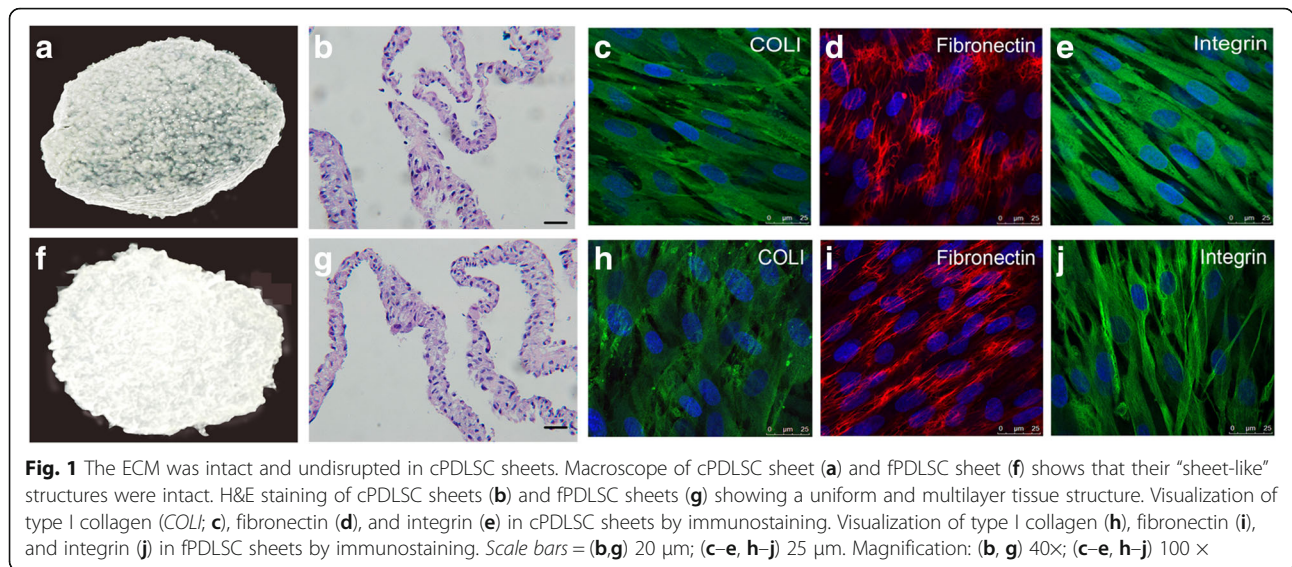 a
b
c
COLI
d
Fibronectin
e
Integrin
0 µm 25
0 µm 25
0 µm 25
f
g
h
COLI
i
Fibronectin
j
Integrin
0 µm 25
0 µm 25
0 µm 25
Fig. 1 The ECM was intact and undisrupted in cPDLSC sheets. Macroscope of cPDLSC sheet (a) and fPDLSC sheet (f) shows that their “sheet-like”
structures were intact. H&E staining of cPDLSC sheets (b) and fPDLSC sheets (g) showing a uniform and multilayer tissue structure. Visualization of
type I collagen (COLI; c), fibronectin (d), and integrin (e) in cPDLSC sheets by immunostaining. Visualization of type I collagen (h), fibronectin (i),
and integrin (j) in fPDLSC sheets by immunostaining. Scale bars = (b,g) 20 μm; (c–e, h–j) 25 μm. Magnification: (b, g) 40×; (c–e, h–j) 100 ×